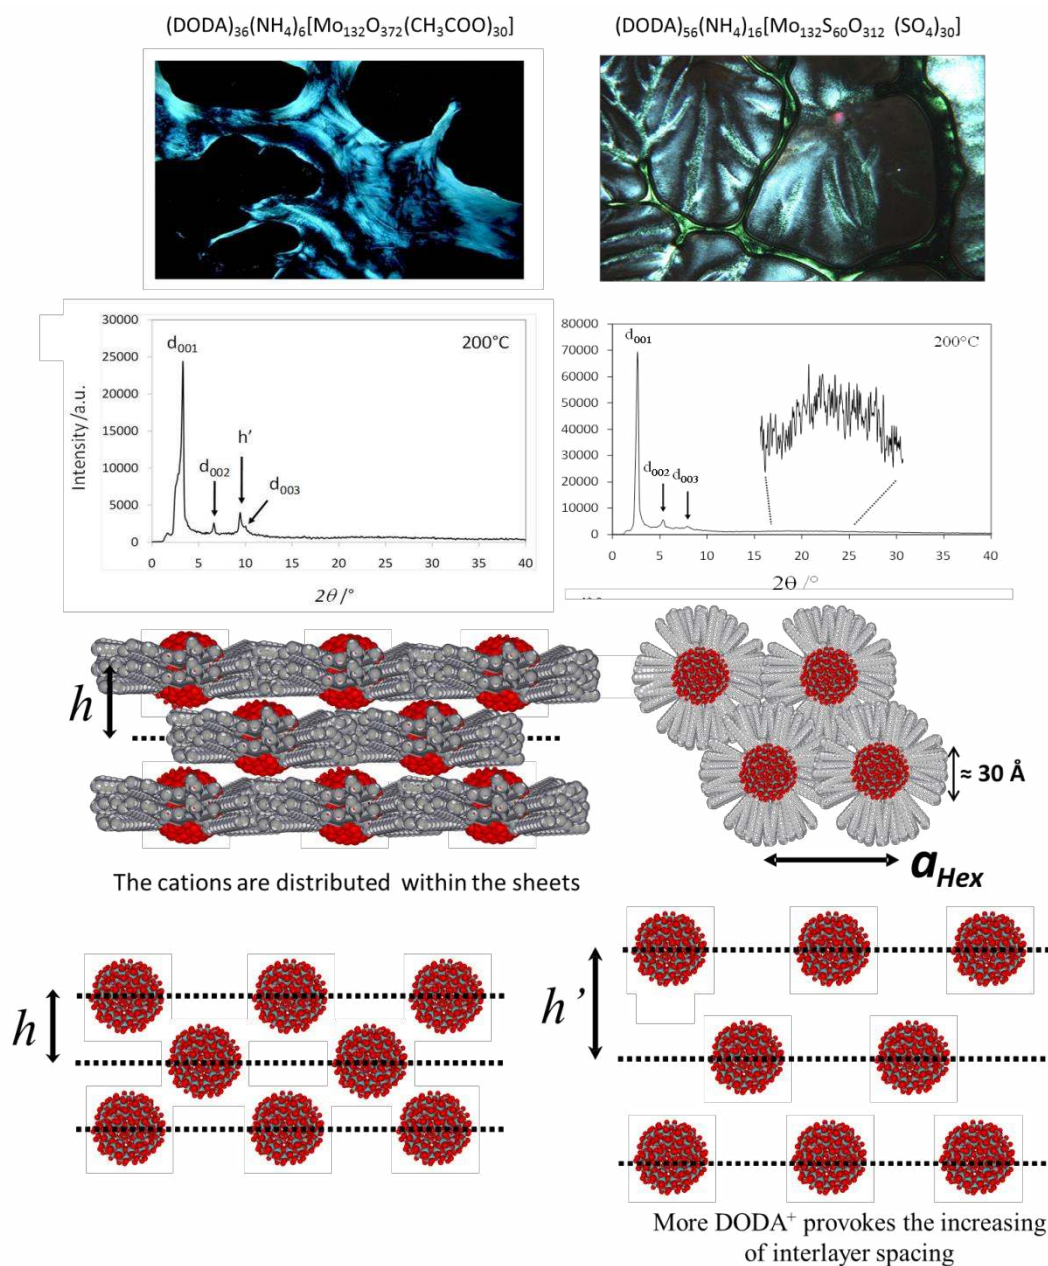 (DODA)₃₆(NH₄)₆[Mo₁₃₂O₃₇₂(CH₃COO)₃₀]
(DODA)₅₆(NH₄)₁₆[Mo₁₃₂S₆₀O₃₁₂ (SO₄)₃₀]
30000
25000
20000
15000
10000
5000
0
Intensity/a.u.
d₀₀₁
d₀₀₂
h'
d₀₀₃
200°C
0 5 10 15 20 25 30 35 40
2θ /°
80000
70000
60000
50000
40000
30000
20000
10000
0
d₀₀₁
d₀₀₂
d₀₀₃
200°C
0 5 10 15 20 25 30 35 40
2Θ /°
h
≈ 30 Å
a_Hex
The cations are distributed within the sheets
h
h'
More DODA⁺ provokes the increasing
of interlayer spacing